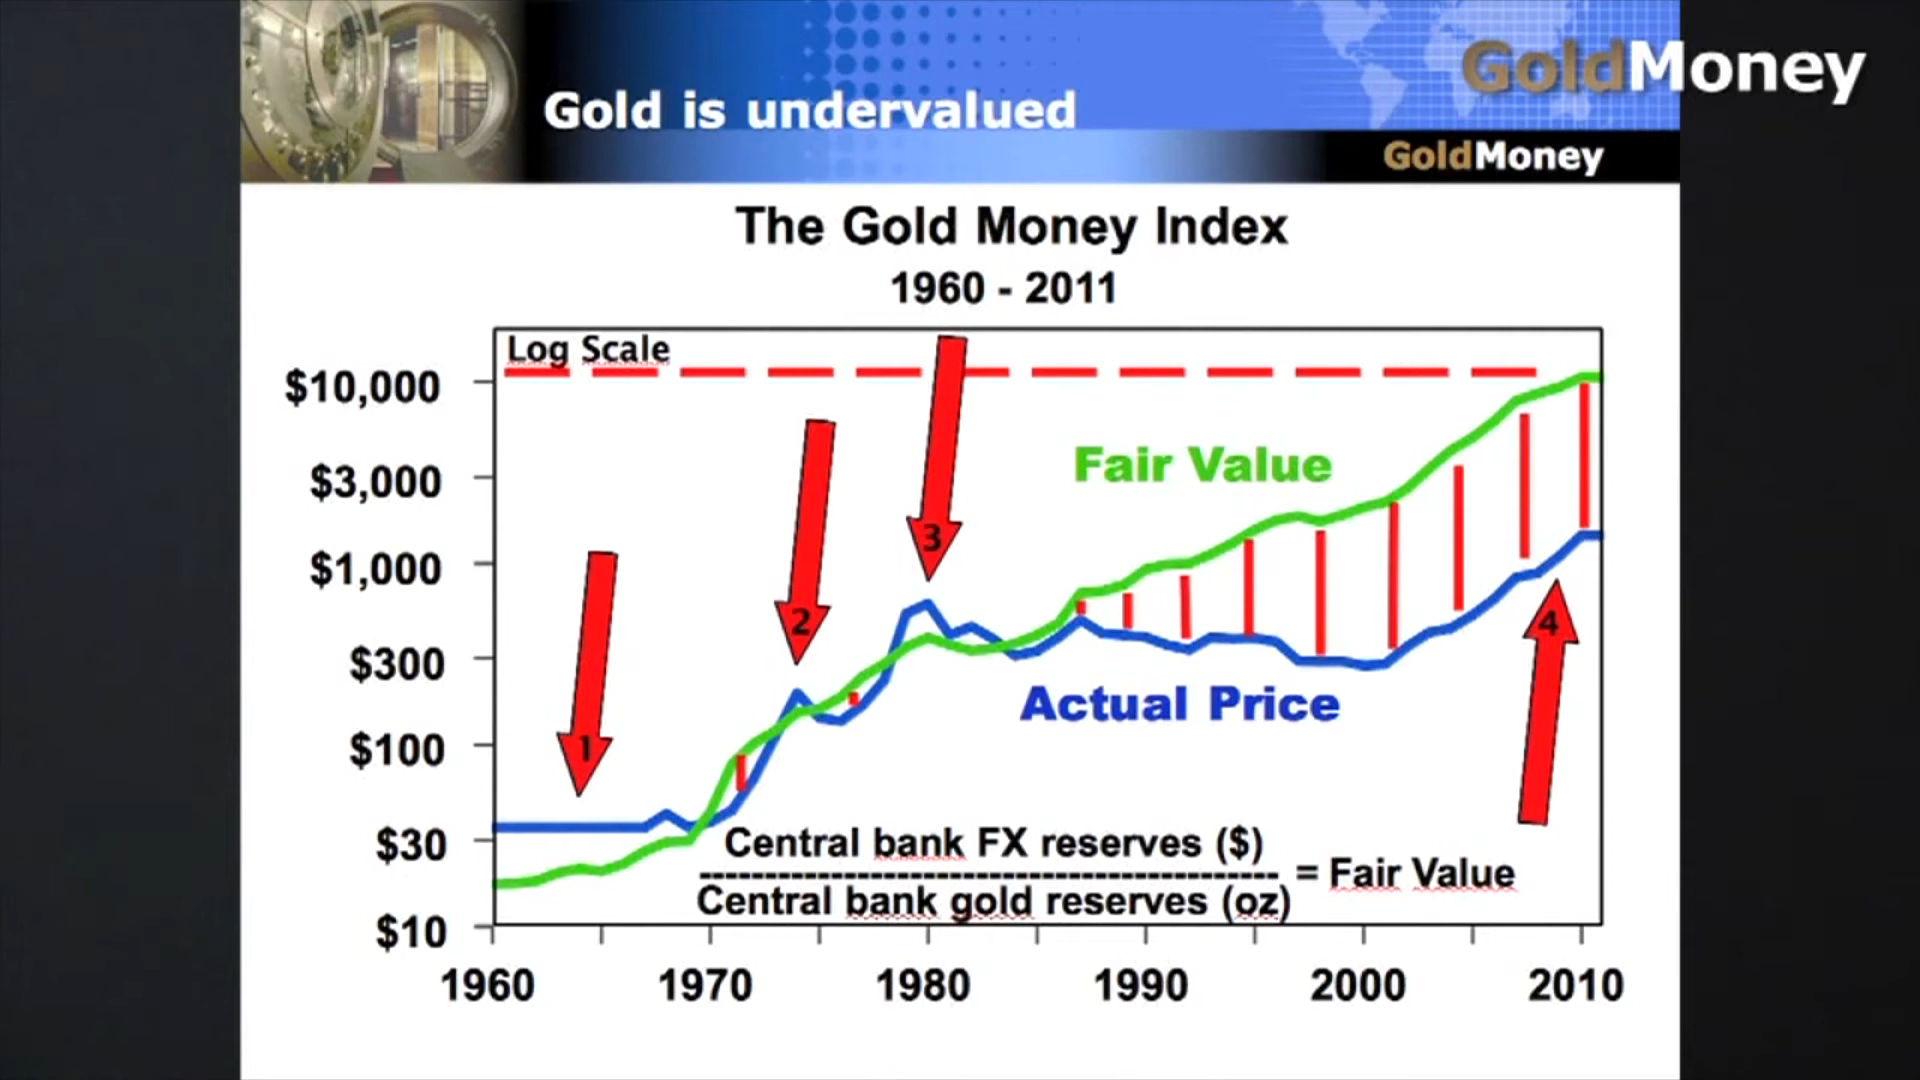 GoldMoney
Gold is undervalued
GoldMoney
The Gold Money Index
1960 - 2011
Log Scale
$10,000
$3,000
$1,000
$300
$100
$30
$10
3
2
1
4
Fair Value
Actual Price
Central bank FX reserves ($)
--------------------------------------------
= Fair Value
Central bank gold reserves (oz)
1960 1970 1980 1990 2000 2010